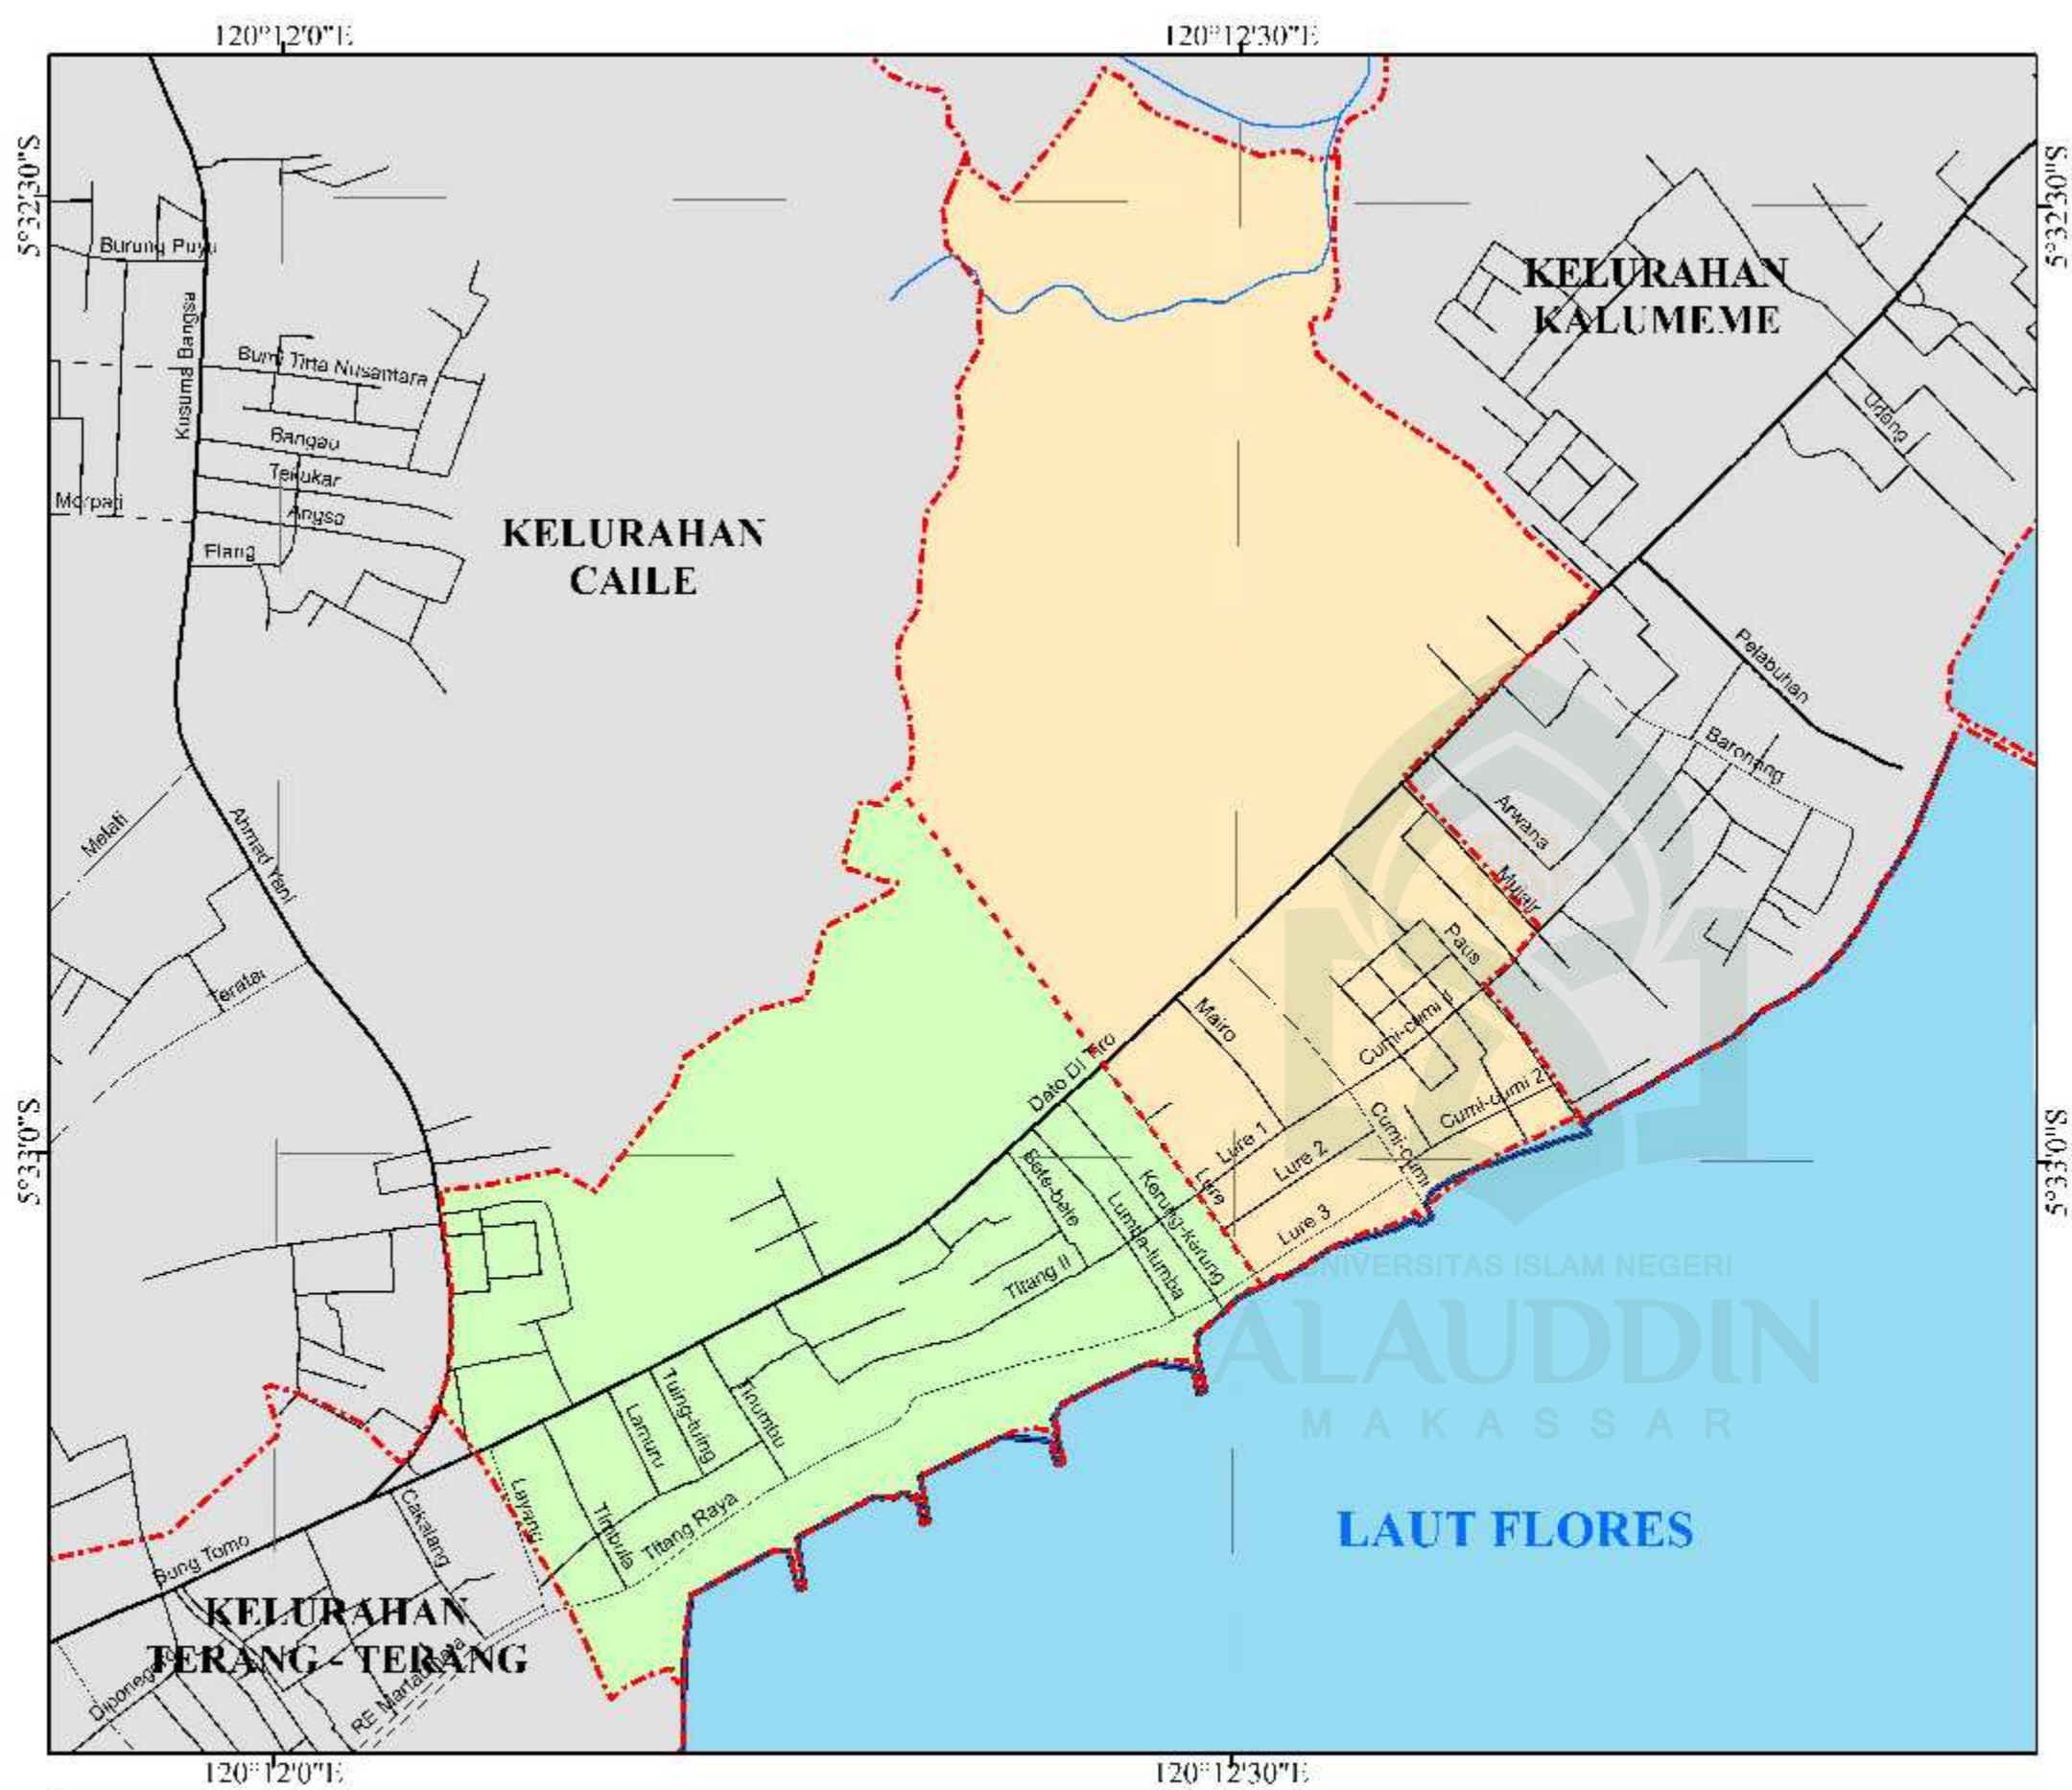 120°12'0"E
120°12'30"E
5°32'30"S
5°32'30"S
Burung Puyu
KELURAHAN
KALUMEME
Kusuma Bangsa
Bumi Tirta Nusantara
Bangau
Tekukar
Udang
Merpati
Angsa
Elang
KELURAHAN
CAILE
Pelabuhan
Baronang
Melati
Ahmad Yani
Arwana
Mujair
Paus
Teratai
Mairo
Cumi-cumi 1
Dato Di Tiro
Cumi-cumi 2
Cumi-cumi
5°33'0"S
5°33'0"S
Lure 1
Lure 2
Lure
Lure 3
Bete-bete
Kerung-kerung
Lumba-lumba
Titang II
UNIVERSITAS ISLAM NEGERI
ALAUDDIN
MAKASSAR
Tuing-tuing
Lamuru
Layang
Cakalang
Timbula
Titang Raya
LAUT FLORES
Bung Tomo
KELURAHAN
TERANG - TERANG
Diponegoro
120°12'0"E
120°12'30"E